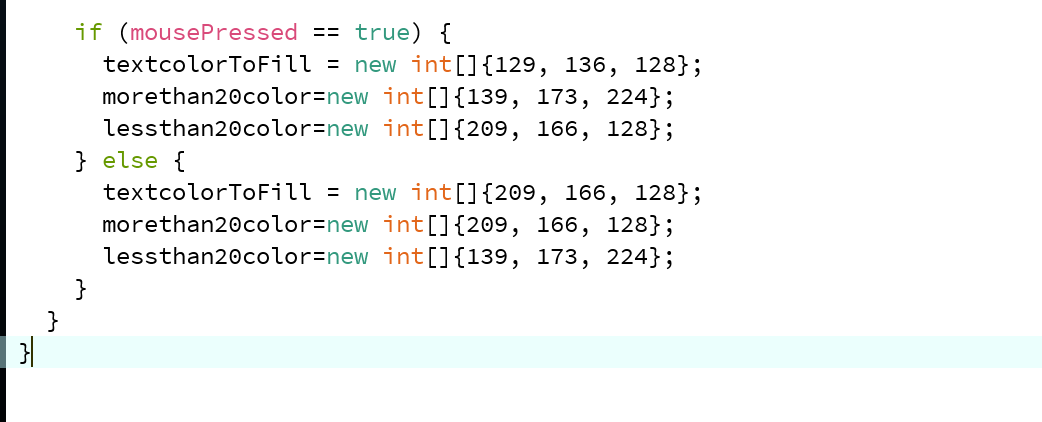 if (mousePressed == true) {
textcolorToFill = new int[]{129, 136, 128};
morethan20color=new int[]{139, 173, 224};
lessthan20color=new int[]{209, 166, 128};
} else {
textcolorToFill = new int[]{209, 166, 128};
morethan20color=new int[]{209, 166, 128};
lessthan20color=new int[]{139, 173, 224};
}
}
}